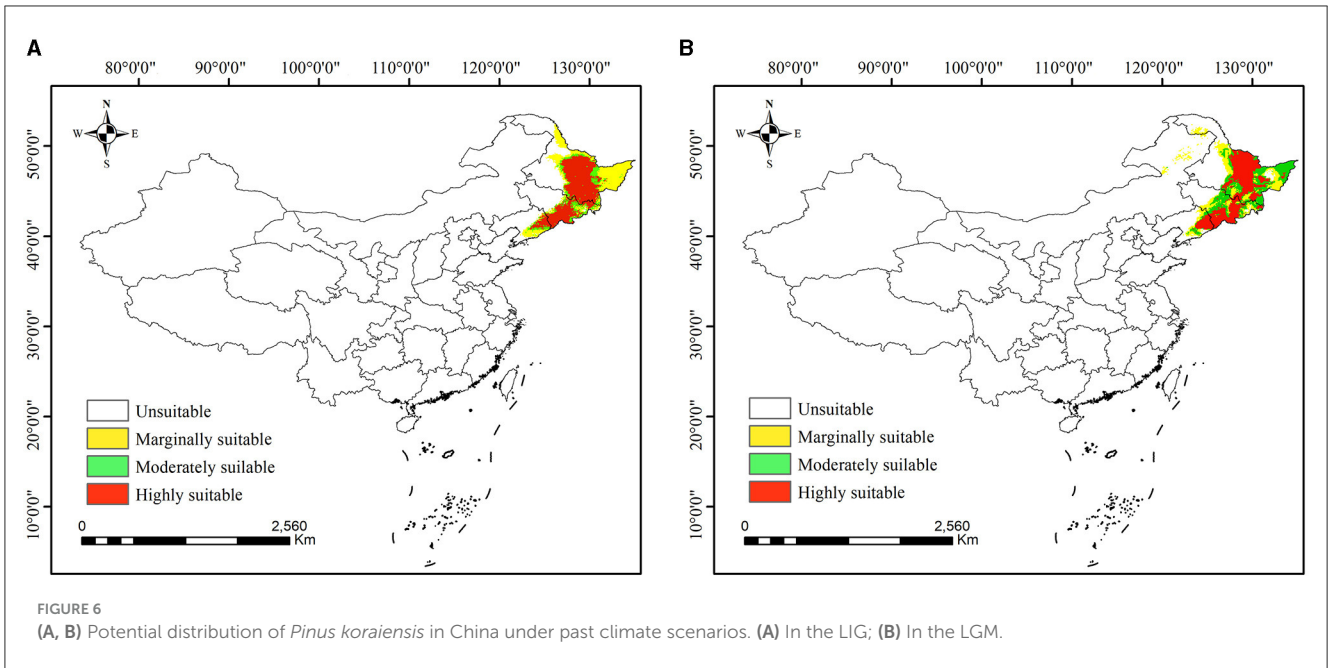 A
80°0'0" 90°0'0" 100°0'0" 110°0'0" 120°0'0" 130°0'0"
N
W E
S
50°0'0"
40°0'0"
30°0'0"
20°0'0"
10°0'0"
Unsuitable
Marginally suitable
Moderately suilable
Highly suitable
0 2,560
Km
B
80°0'0" 90°0'0" 100°0'0" 110°0'0" 120°0'0" 130°0'0"
N
W E
S
50°0'0"
40°0'0"
30°0'0"
20°0'0"
10°0'0"
Unsuitable
Marginally suitable
Moderately suilable
Highly suitable
0 2,560
Km
FIGURE 6
(A, B) Potential distribution of Pinus koraiensis in China under past climate scenarios. (A) In the LIG; (B) In the LGM.